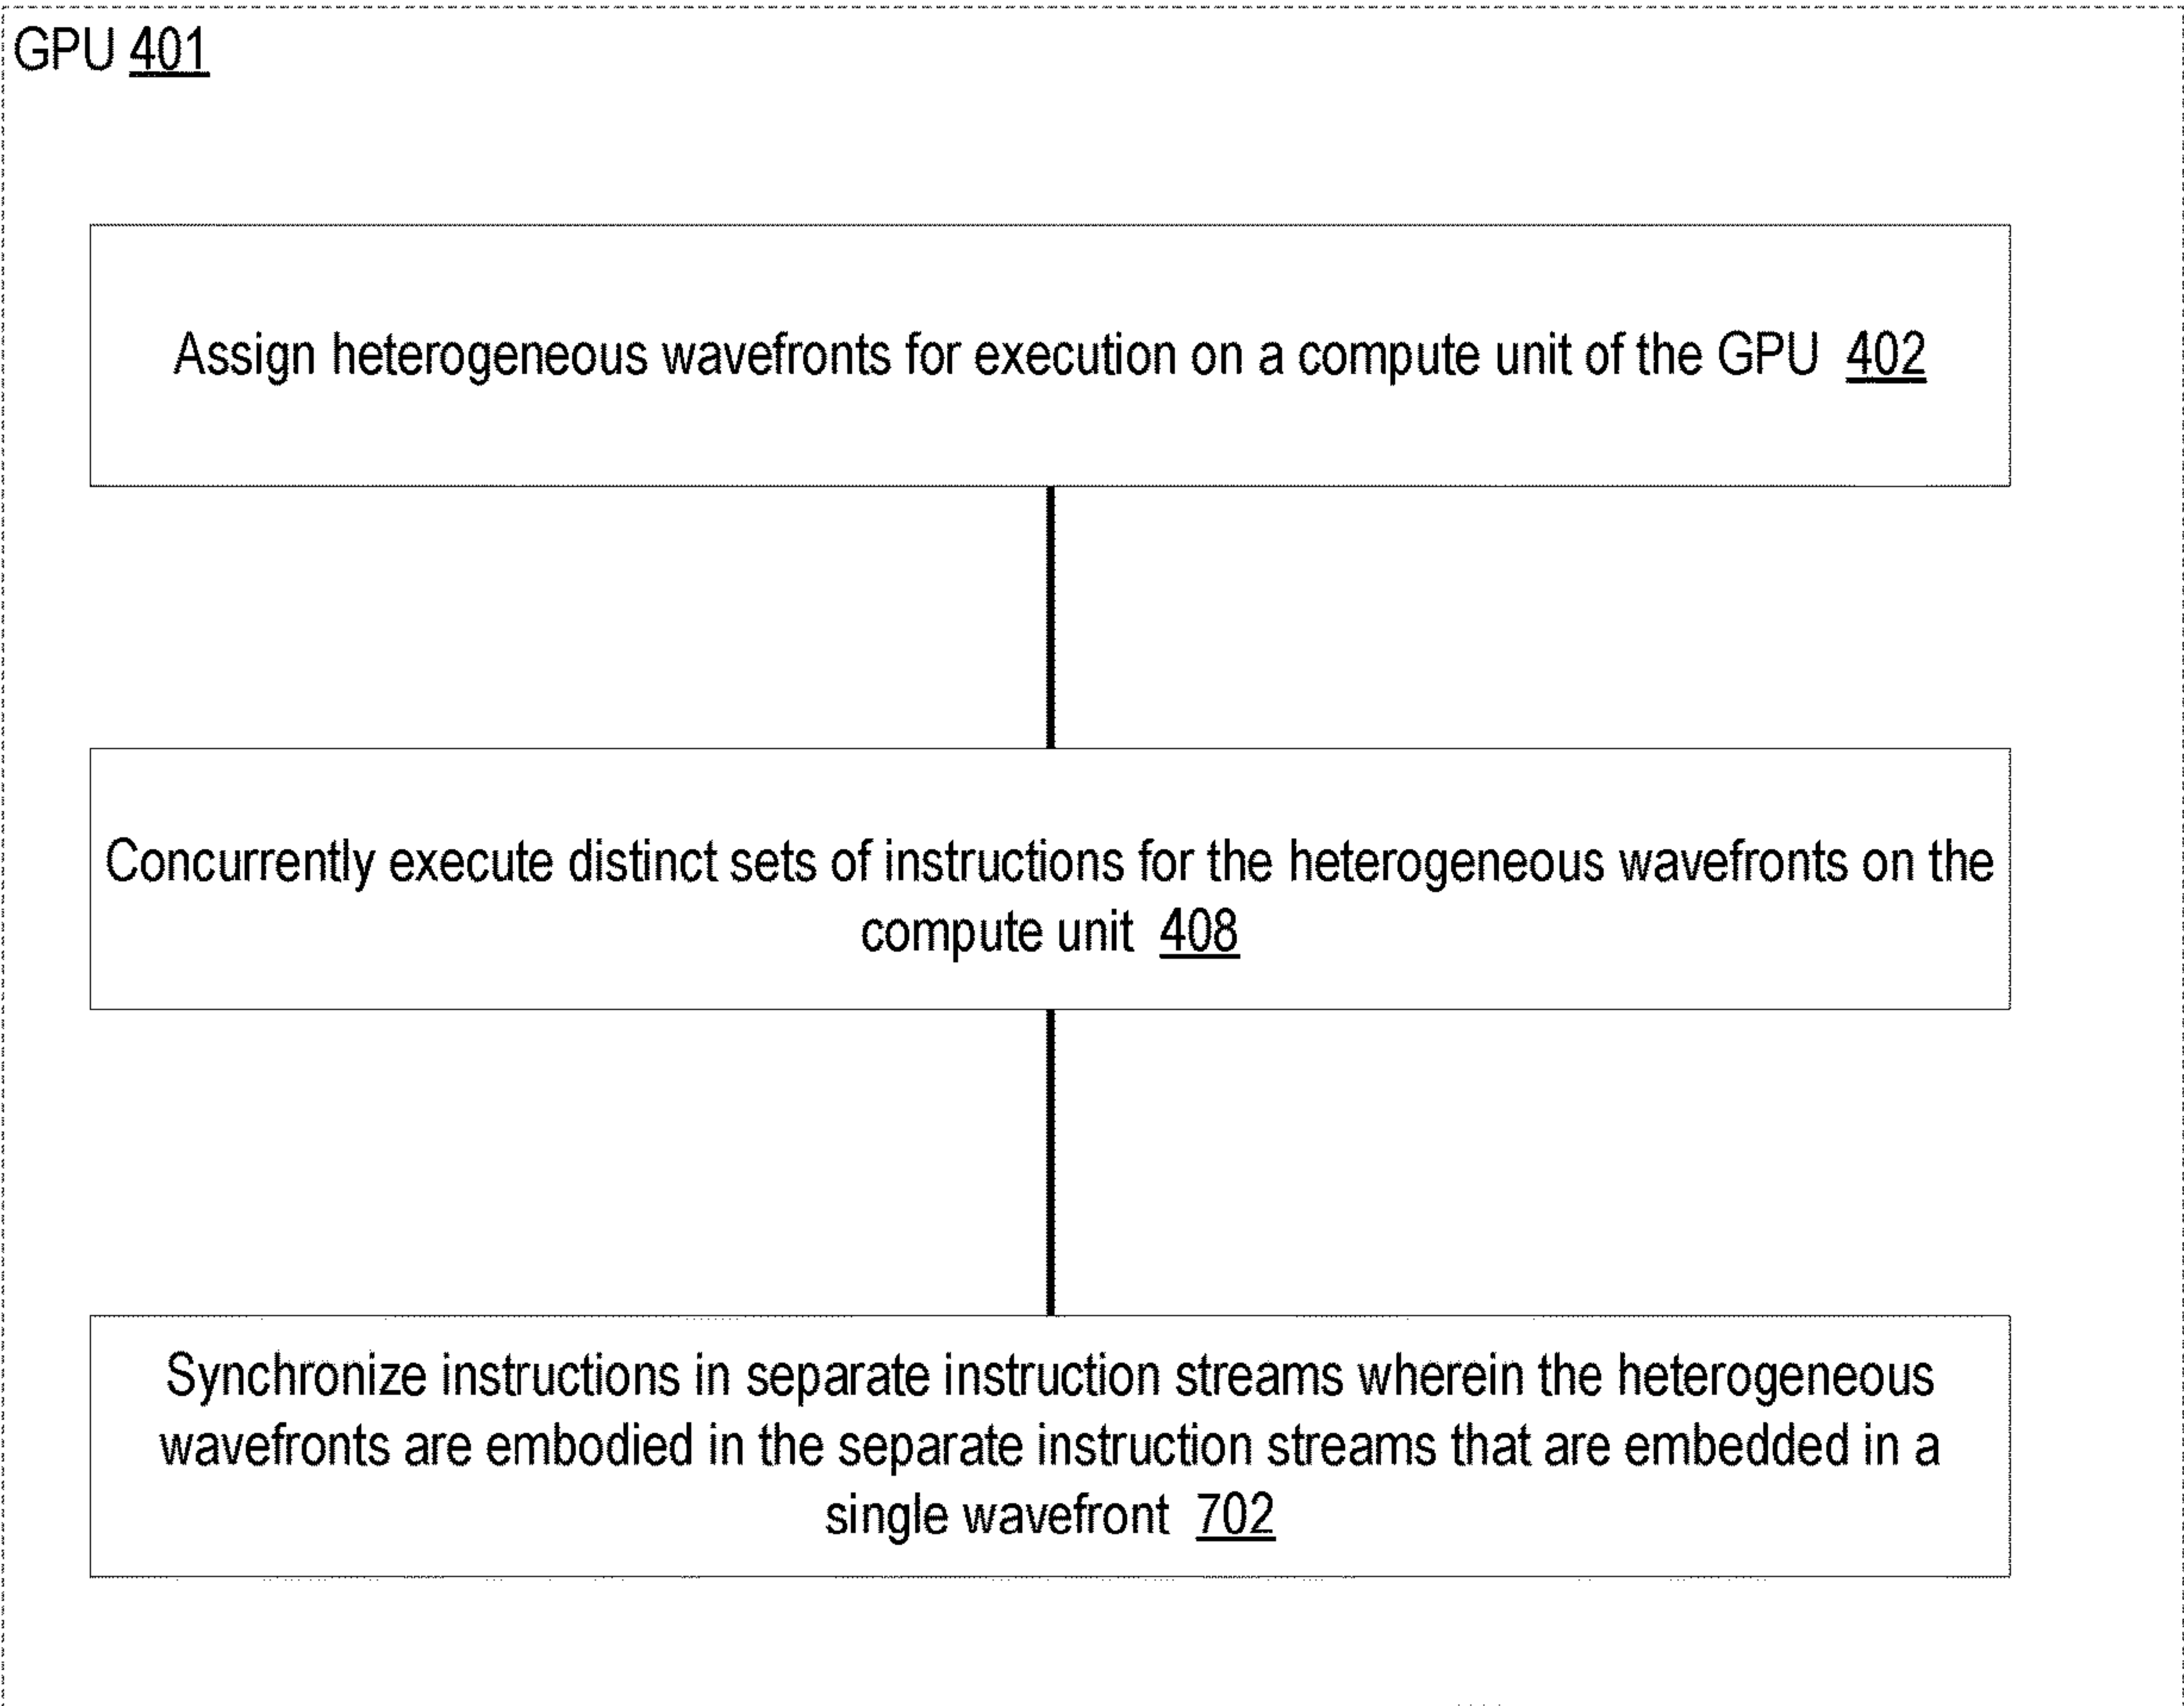 GPU 401
Assign heterogeneous wavefronts for execution on a compute unit of the GPU 402
Concurrently execute distinct sets of instructions for the heterogeneous wavefronts on the
compute unit 408
Synchronize instructions in separate instruction streams wherein the heterogeneous
wavefronts are embodied in the separate instruction streams that are embedded in a
single wavefront 702